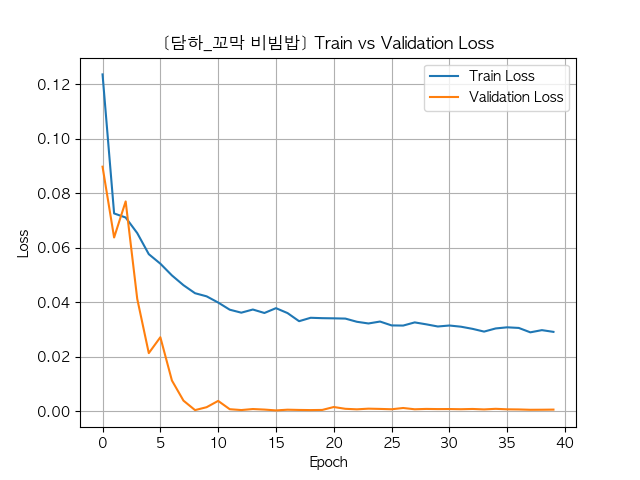 [담하_꼬막 비빔밥] Train vs Validation Loss
Train Loss
Validation Loss
0.12
0.10
0.08
0.06
0.04
0.02
0.00
Loss
0 5 10 15 20 25 30 35 40
Epoch